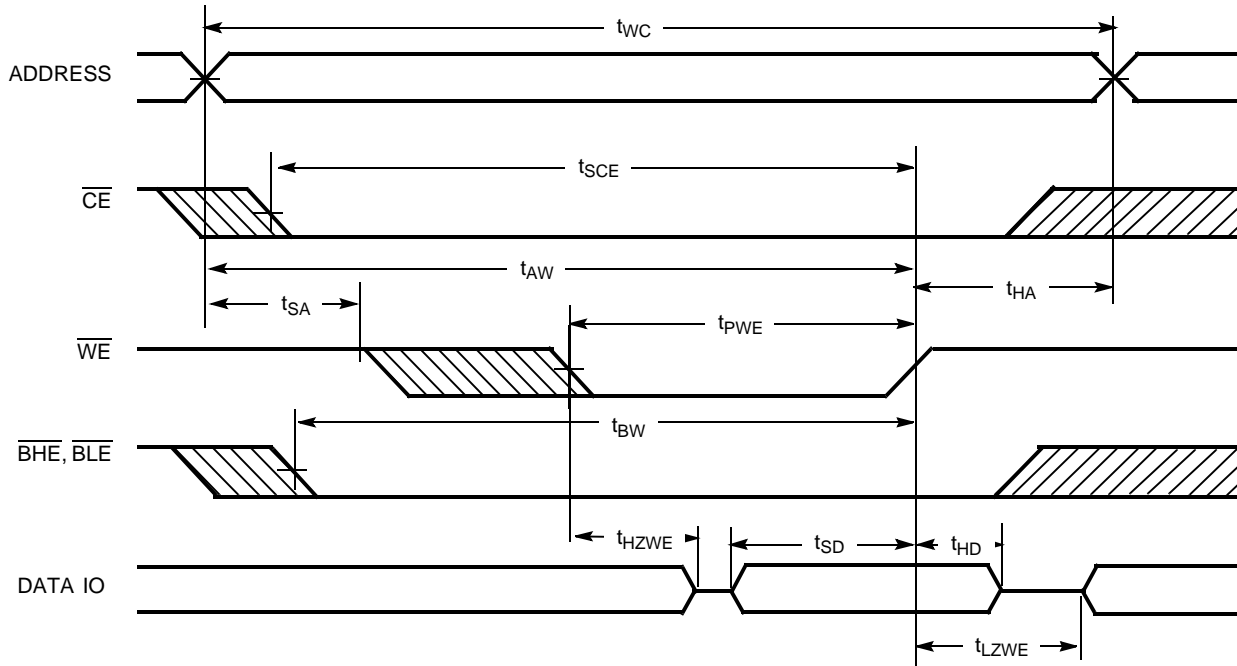 tWC
ADDRESS
tSCE
CE
tAW
tSA
tHA
tPWE
WE
tBW
BHE, BLE
tHZWE
tSD
tHD
DATA IO
tLZWE